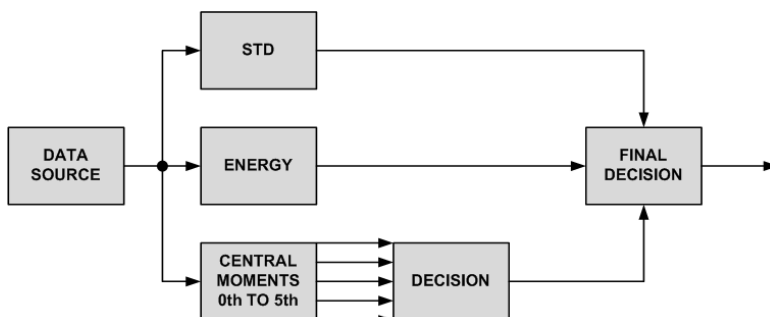 STD
DATA
SOURCE
ENERGY
FINAL
DECISION
CENTRAL
MOMENTS
0th TO 5th
DECISION